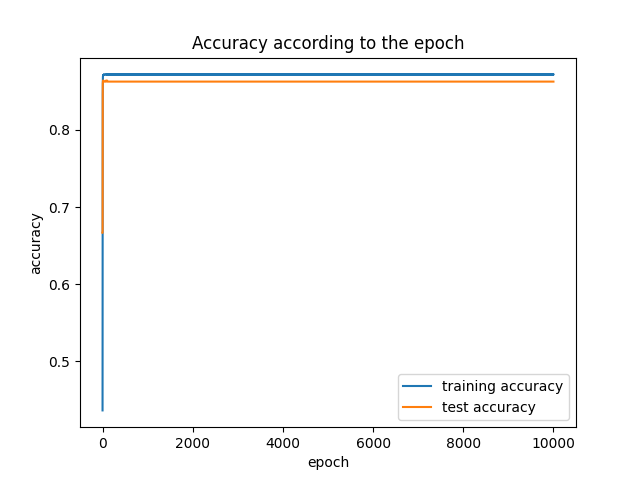 Accuracy according to the epoch
accuracy
0.8
0.7
0.6
0.5
training accuracy
test accuracy
0 2000 4000 6000 8000 10000
epoch